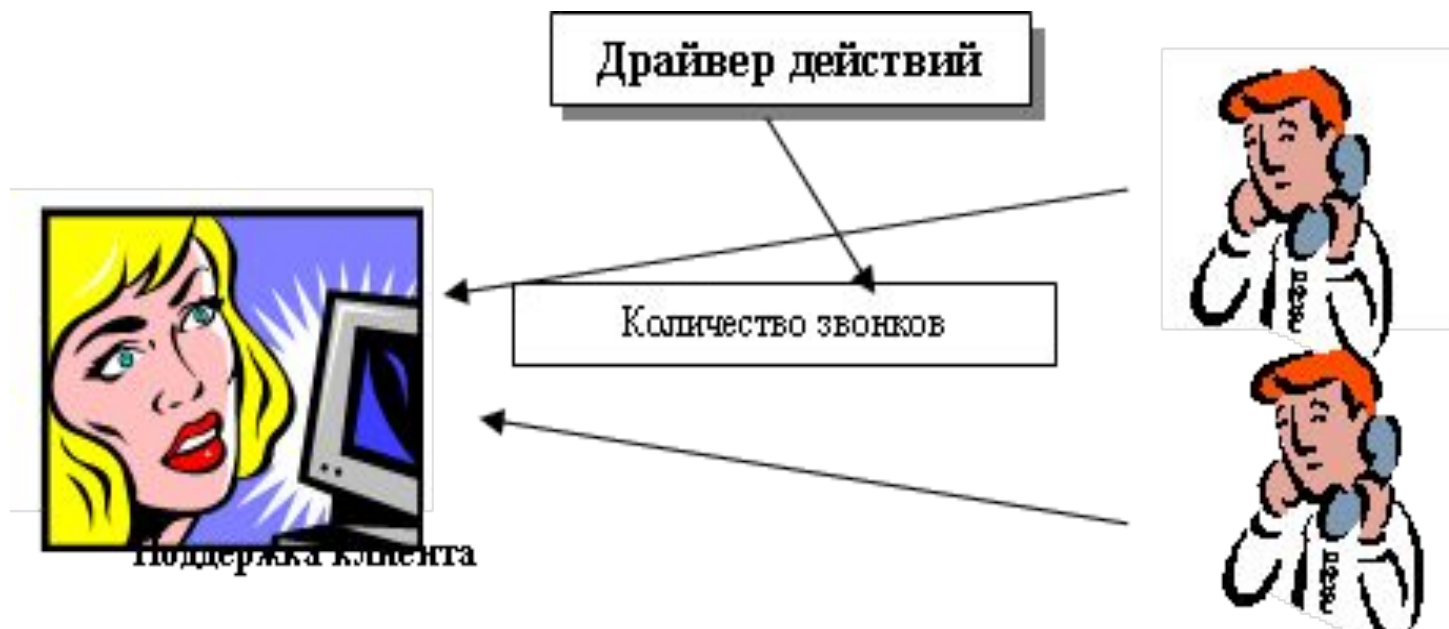 Драйвер действий
Количество звонков
Поддержка клиента